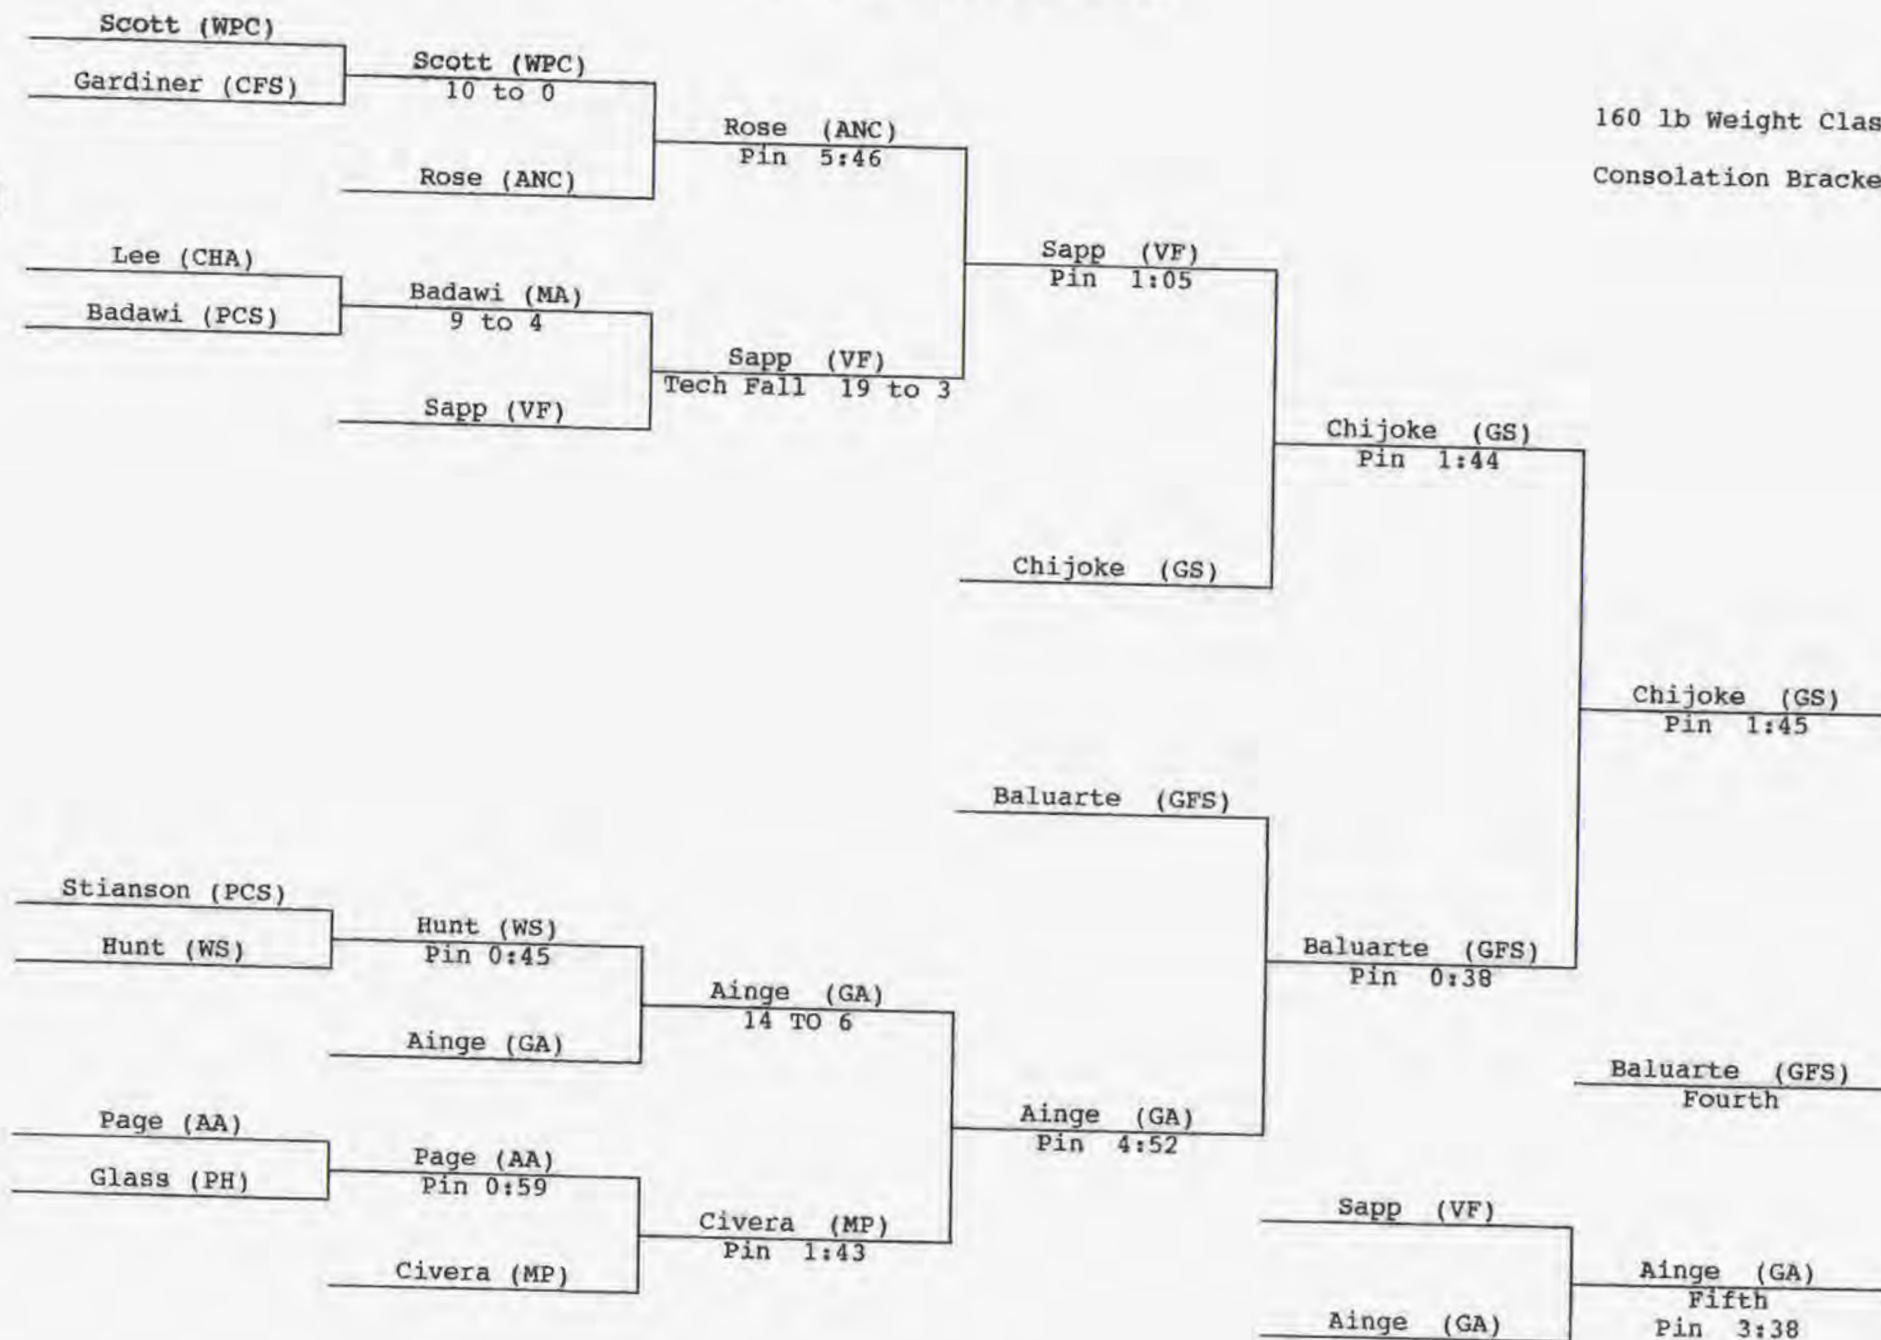 Scott (WPC)
Gardiner (CFS)
Scott (WPC)
10 to 0
Rose (ANC)
Rose (ANC)
Pin 5:46
160 lb Weight Clas
Consolation Bracke
Lee (CHA)
Badawi (PCS)
Badawi (MA)
9 to 4
Sapp (VF)
Sapp (VF)
Tech Fall 19 to 3
Sapp (VF)
Pin 1:05
Chijoke (GS)
Chijoke (GS)
Pin 1:44
Chijoke (GS)
Pin 1:45
Baluarte (GFS)
Stianson (PCS)
Hunt (WS)
Hunt (WS)
Pin 0:45
Ainge (GA)
Ainge (GA)
14 TO 6
Baluarte (GFS)
Pin 0:38
Baluarte (GFS)
Fourth
Page (AA)
Glass (PH)
Page (AA)
Pin 0:59
Civera (MP)
Civera (MP)
Pin 1:43
Ainge (GA)
Pin 4:52
Sapp (VF)
Ainge (GA)
Ainge (GA)
Fifth
Pin 3:38